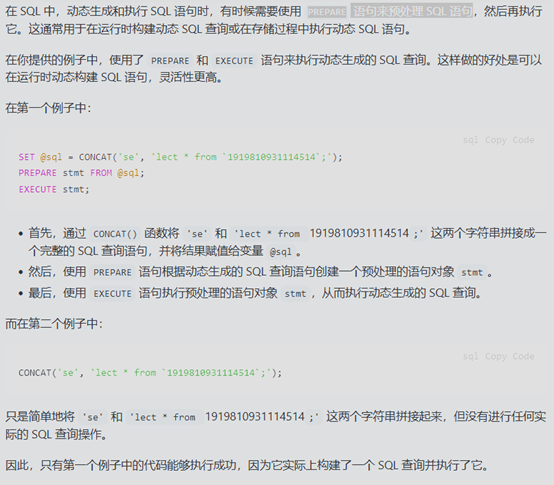 在 SQL 中，动态生成和执行 SQL 语句时，有时候需要使用 PREPARE 语句来预处理 SQL 语句，然后再执行
它。这通常用于在运行时构建动态 SQL 查询或在存储过程中执行动态 SQL 语句。
在你提供的例子中，使用了 PREPARE 和 EXECUTE 语句来执行动态生成的 SQL 查询。这样做的好处是可以
在运行时动态构建 SQL 语句，灵活性更高。
在第一个例子中：
sql Copy Code
SET @sql = CONCAT('se', 'lect * from `1919810931114514`;');
PREPARE stmt FROM @sql;
EXECUTE stmt;
• 首先，通过 CONCAT() 函数将 'se' 和 'lect * from 1919810931114514 ;' 这两个字符串拼接成一
个完整的 SQL 查询语句，并将结果赋值给变量 @sql 。
• 然后，使用 PREPARE 语句根据动态生成的 SQL 查询语句创建一个预处理的语句对象 stmt 。
• 最后，使用 EXECUTE 语句执行预处理的语句对象 stmt ，从而执行动态生成的 SQL 查询。
而在第二个例子中：
sql Copy Code
CONCAT('se', 'lect * from `1919810931114514`;');
只是简单地将 'se' 和 'lect * from 1919810931114514 ;' 这两个字符串拼接起来，但没有进行任何实
际的 SQL 查询操作。
因此，只有第一个例子中的代码能够执行成功，因为它实际上构建了一个 SQL 查询并执行了它。